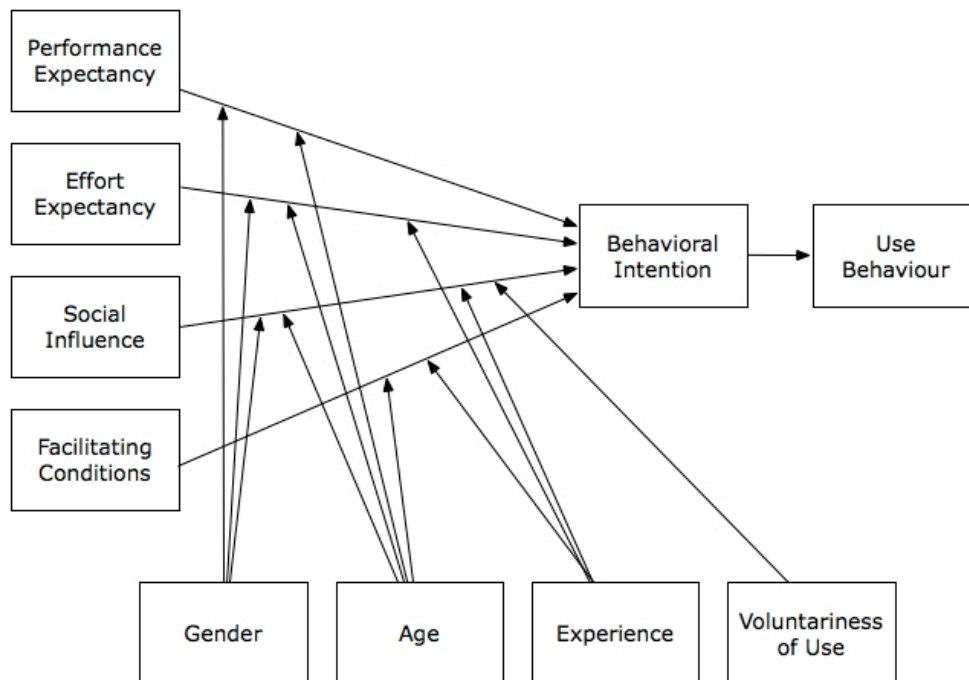 Performance
Expectancy
Effort
Expectancy
Social
Influence
Facilitating
Conditions
Behavioral
Intention
Use
Behaviour
Gender
Age
Experience
Voluntariness
of Use